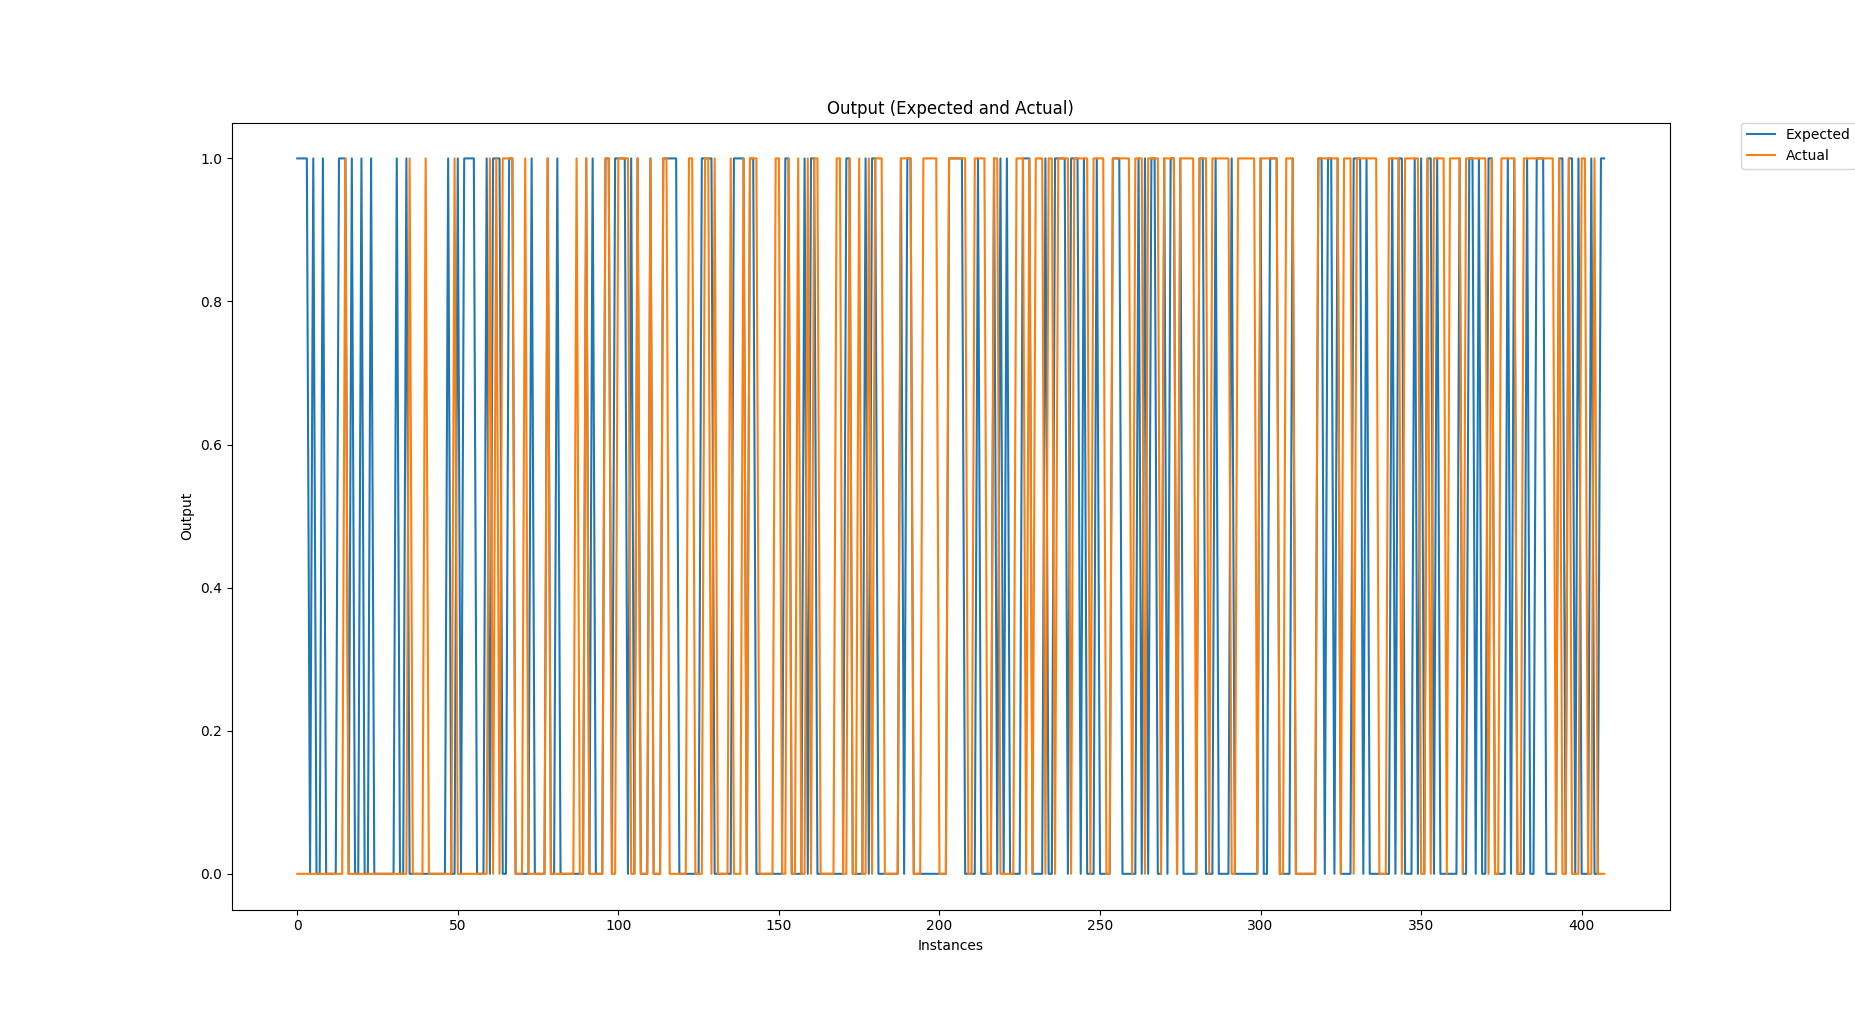 Output (Expected and Actual)
Expected
Actual
1.0
0.8
0.6
0.4
0.2
0.0
Output
0 50 100 150 200 250 300 350 400
Instances